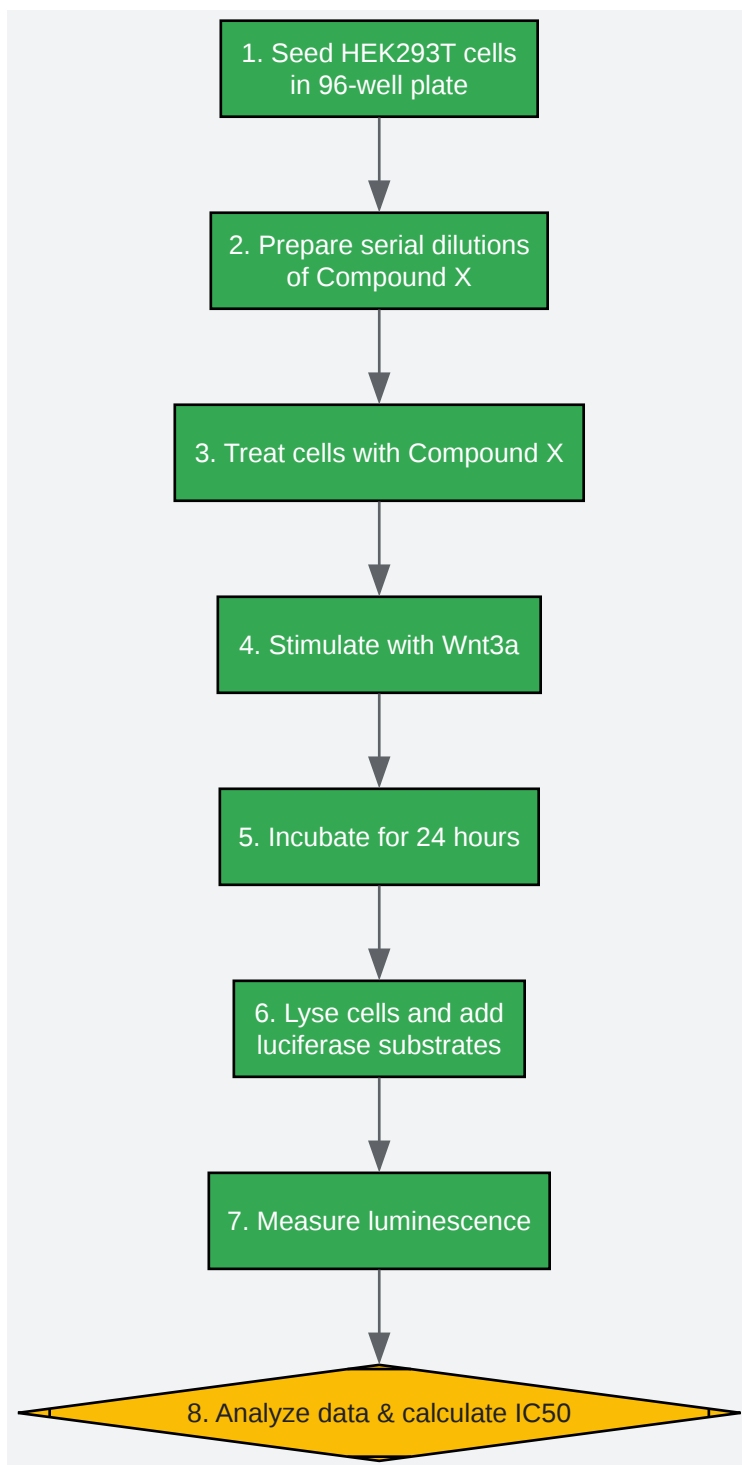 1. Seed HEK293T cells
in 96-well plate
2. Prepare serial dilutions
of Compound X
3. Treat cells with Compound X
4. Stimulate with Wnt3a
5. Incubate for 24 hours
6. Lyse cells and add
luciferase substrates
7. Measure luminescence
8. Analyze data & calculate IC50